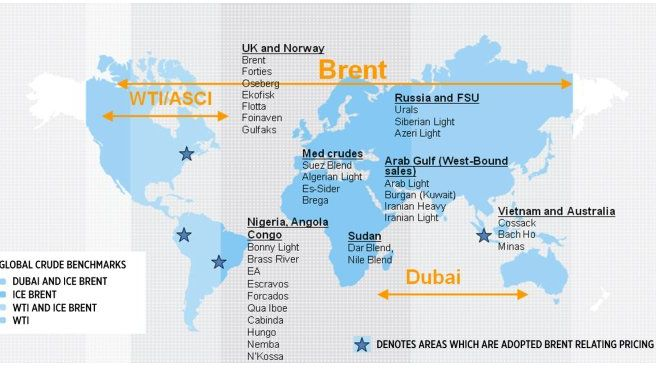 UK and Norway
Brent
Forties
Oseberg
Ekofisk
Flotta
Foinaven
Gulfaks
Brent
WTI/ASCI
Russia and FSU
Urals
Siberian Light
Azeri Light
Med crudes
Suez Blend
Algerian Light
Es-Sider
Brega
Arab Gulf (West-Bound
sales)
Arab Light
Burgan (Kuwait)
Iranian Heavy
Iranian Light
Vietnam and Australia
Cossack
Bach Ho
Minas
Nigeria, Angola
Congo
Bonny Light
Brass River
EA
Escravos
Forcados
Qua Iboe
Cabinda
Hungo
Nemba
N'Kossa
Sudan
Dar Blend,
Nile Blend
Dubai
GLOBAL CRUDE BENCHMARKS
DUBAI AND ICE BRENT
ICE BRENT
WTI AND ICE BRENT
WTI
DENOTES AREAS WHICH ARE ADOPTED BRENT RELATING PRICING